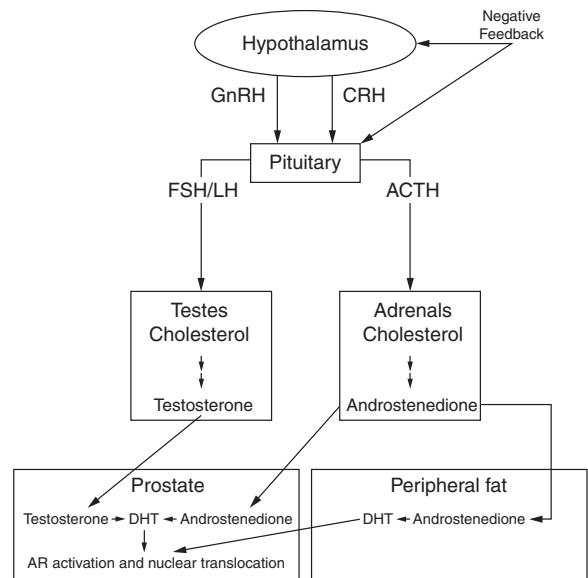 Negative
Feedback
Hypothalamus
GnRH
CRH
Pituitary
FSH/LH
ACTH
Testes
Cholesterol
Testosterone
Adrenals
Cholesterol
Androstenedione
Prostate
Testosterone DHT Androstenedione
AR activation and nuclear translocation
Peripheral fat
DHT Androstenedione